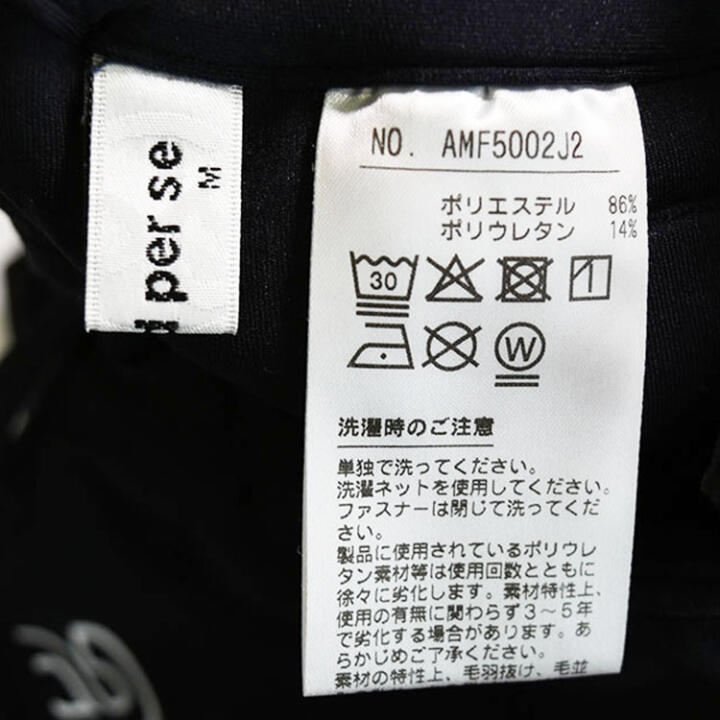 per se
M
NO. AMF5002J2
ポリエステル 86%
ポリウレタン 14%
30
W
洗濯時のご注意
単独で洗ってください。
洗濯ネットを使用してください。
ファスナーは閉じて洗ってくだ
さい。
製品に使用されているポリウレ
タン素材等は使用回数とともに
徐々に劣化します。素材特性上、
使用の有無に関わらず3～5年
で劣化する場合があります。あ
らかじめご了承ください。
素材の特性上、毛羽抜け、毛並